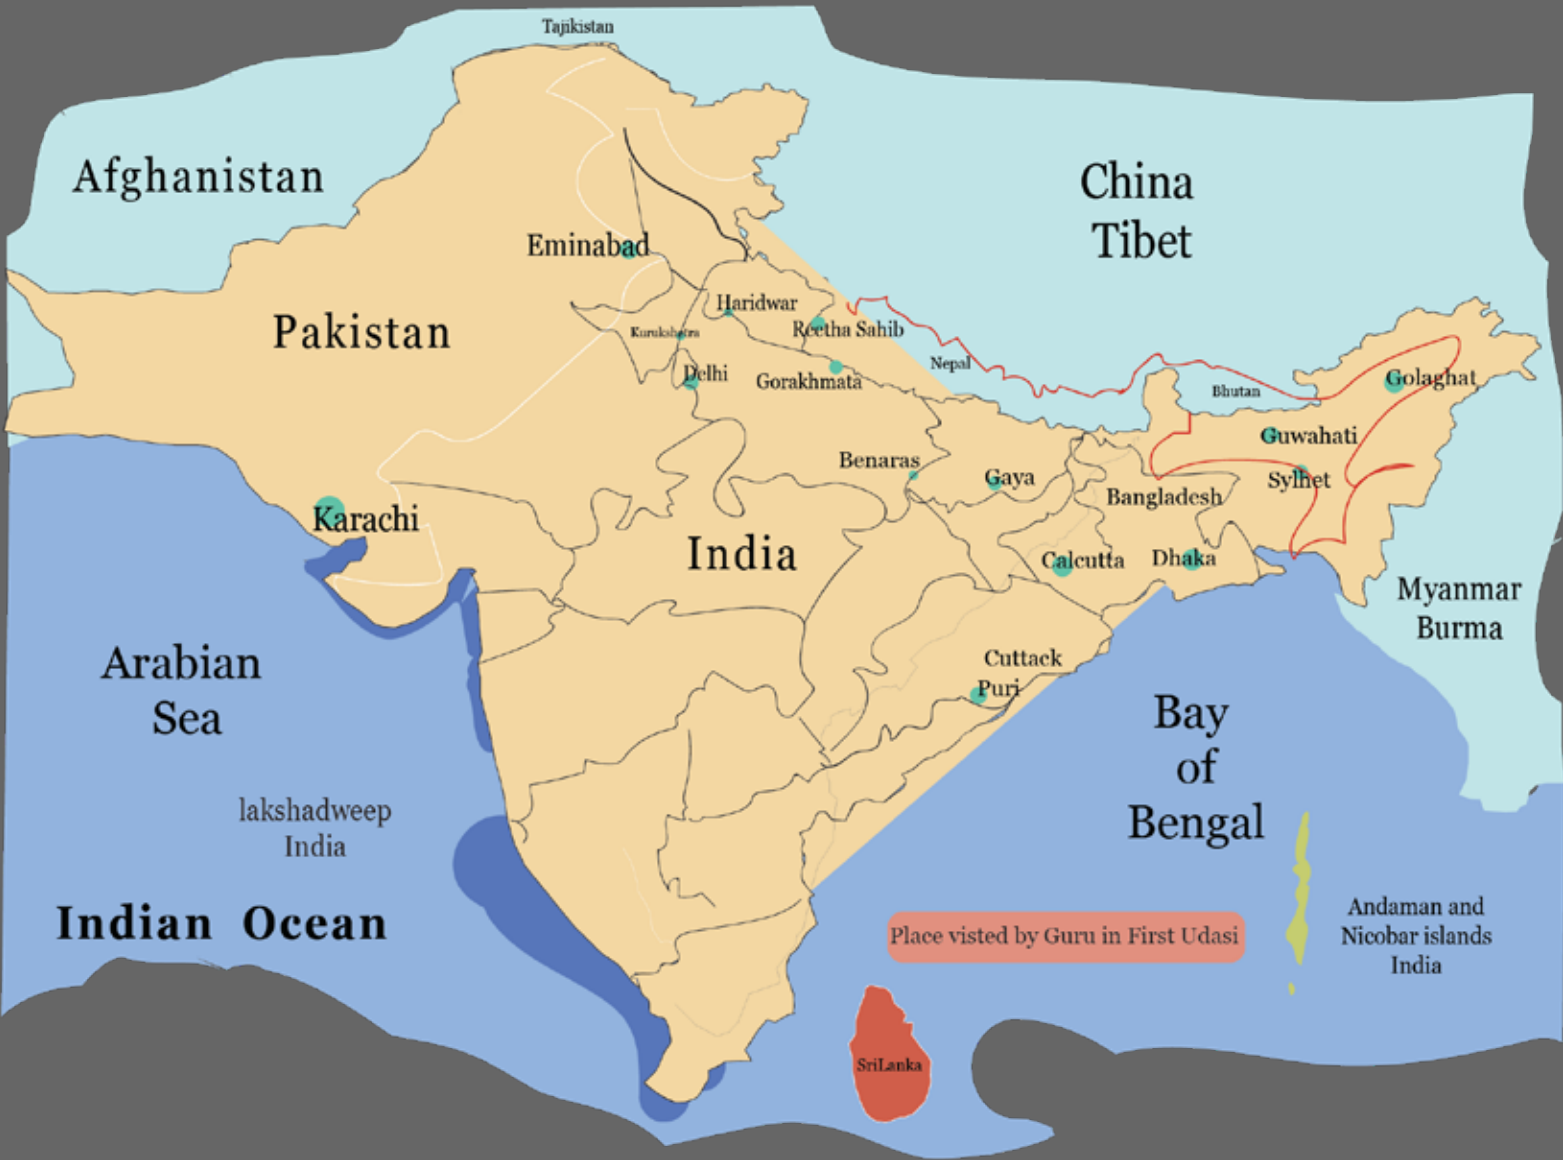 Tajikistan
Afghanistan
China
Tibet
Eminabad
Pakistan
Haridwar
Kurukshetra
Reetha Sahib
Nepal
Delhi
Gorakhmata
Bhutan
Golaghat
Guwahati
Benaras
Gaya
Sylhet
Bangladesh
Karachi
India
Calcutta
Dhaka
Myanmar
Burma
Arabian
Sea
Cuttack
Puri
Bay
of
Bengal
lakshadweep
India
Indian Ocean
Place visted by Guru in First Udasi
Andaman and
Nicobar islands
India
SriLanka